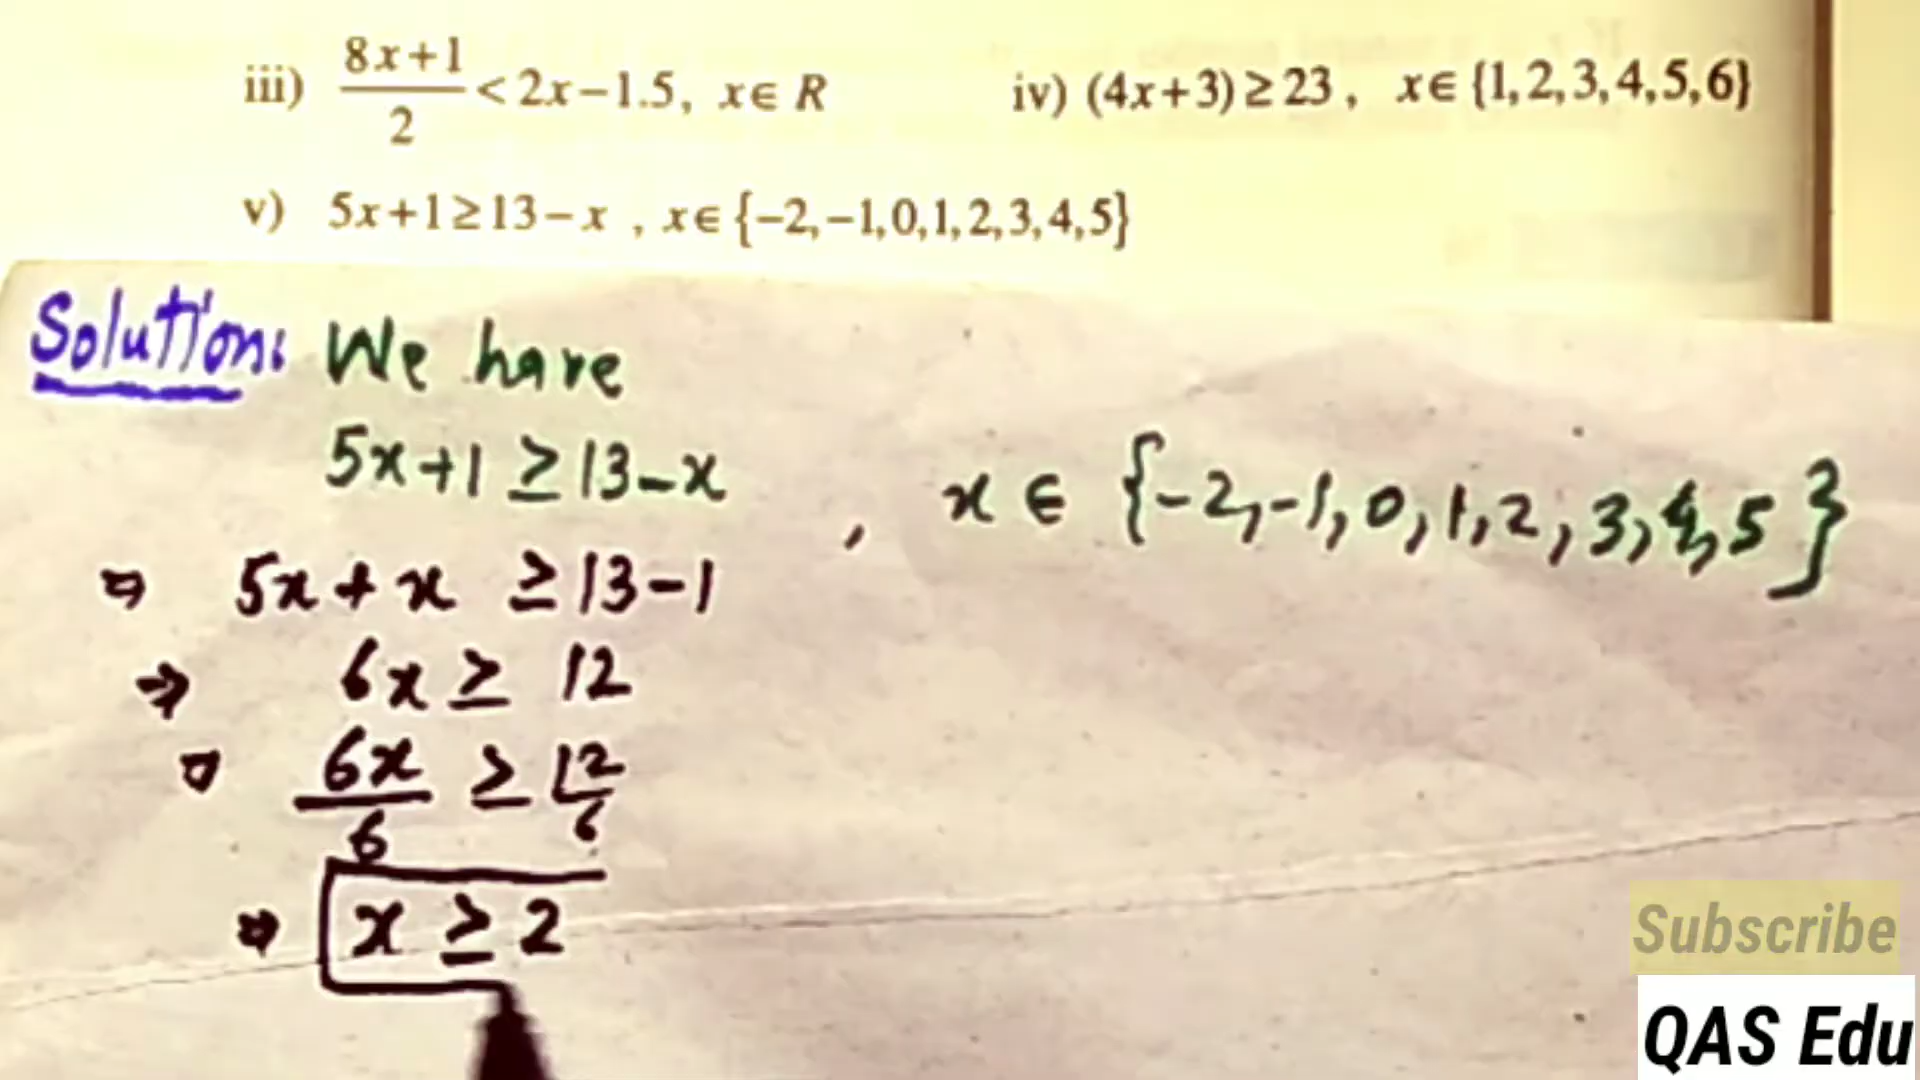 iii) (8x+1)/2 < 2x−1.5, x∈ R
iv) (4x+3) ≥ 23, x∈ {1,2,3,4,5,6}
v) 5x+1 ≥ 13−x , x∈ {−2,−1,0,1,2,3,4,5}
Solution: We have
5x+1 ≥ 13−x , x ∈ {−2,−1,0,1,2,3,4,5}
⇒ 5x+x ≥ 13−1
⇒ 6x ≥ 12
⇒ 6x/6 ≥ 12/6
⇒ x ≥ 2
Subscribe
QAS Edu